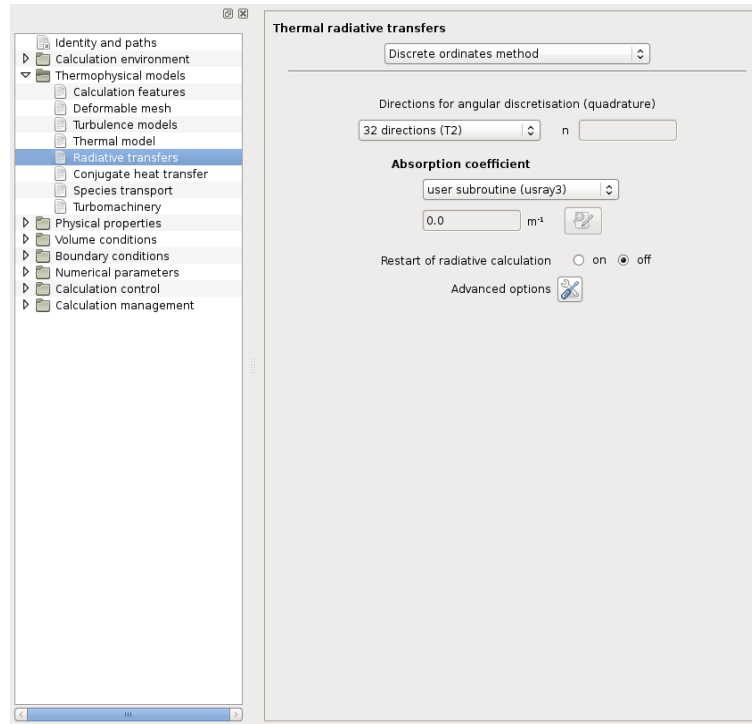 Identity and paths
Calculation environment
Thermophysical models
Calculation features
Deformable mesh
Turbulence models
Thermal model
Radiative transfers
Conjugate heat transfer
Species transport
Turbomachinery
Physical properties
Volume conditions
Boundary conditions
Numerical parameters
Calculation control
Calculation management
Thermal radiative transfers
Discrete ordinates method
Directions for angular discretisation (quadrature)
32 directions (T2) n
Absorption coefficient
user subroutine (usray3)
0.0 m⁻¹
Restart of radiative calculation on off
Advanced options